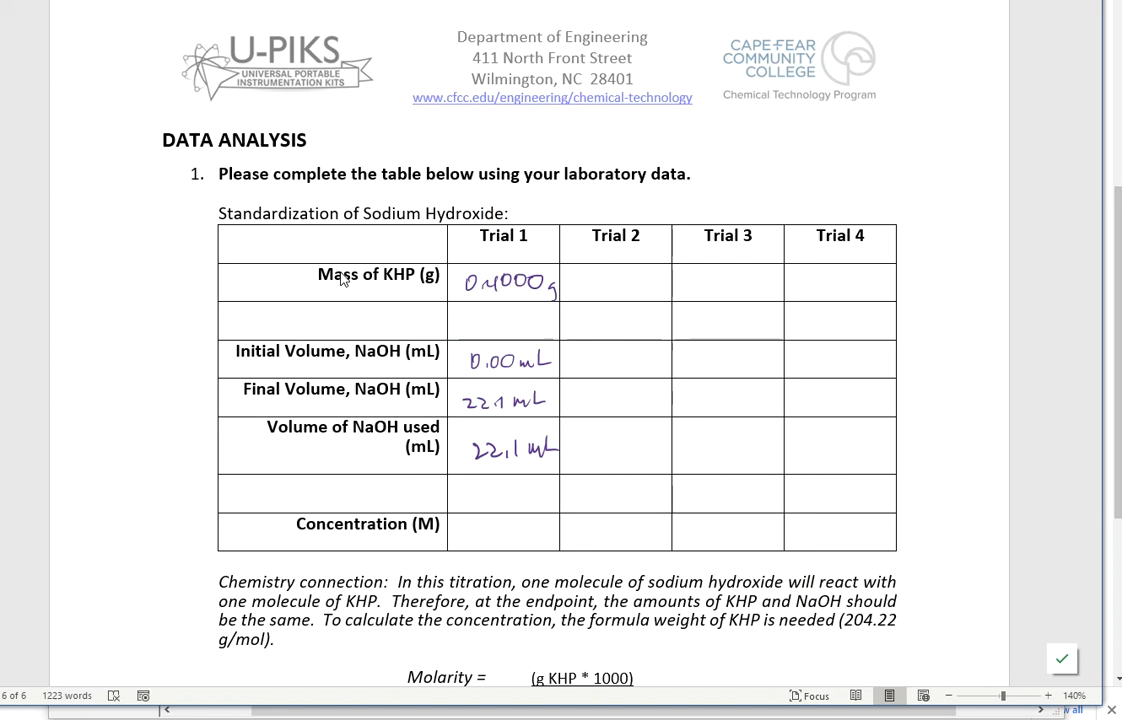 U-PIKS
UNIVERSAL PORTABLE
INSTRUMENTATION KITS
Department of Engineering
411 North Front Street
Wilmington, NC 28401
www.cfcc.edu/engineering/chemical-technology
CAPE FEAR
COMMUNITY
COLLEGE
Chemical Technology Program
DATA ANALYSIS
1. Please complete the table below using your laboratory data.
Standardization of Sodium Hydroxide:
Trial 1 Trial 2 Trial 3 Trial 4
Mass of KHP (g) 0.4000g
Initial Volume, NaOH (mL) 0.00 mL
Final Volume, NaOH (mL) 22.1 mL
Volume of NaOH used
(mL) 22.1 mL
Concentration (M)
Chemistry connection: In this titration, one molecule of sodium hydroxide will react with
one molecule of KHP. Therefore, at the endpoint, the amounts of KHP and NaOH should
be the same. To calculate the concentration, the formula weight of KHP is needed (204.22
g/mol).
Molarity = (g KHP * 1000)
6 of 6 1223 words Focus 140%
w all